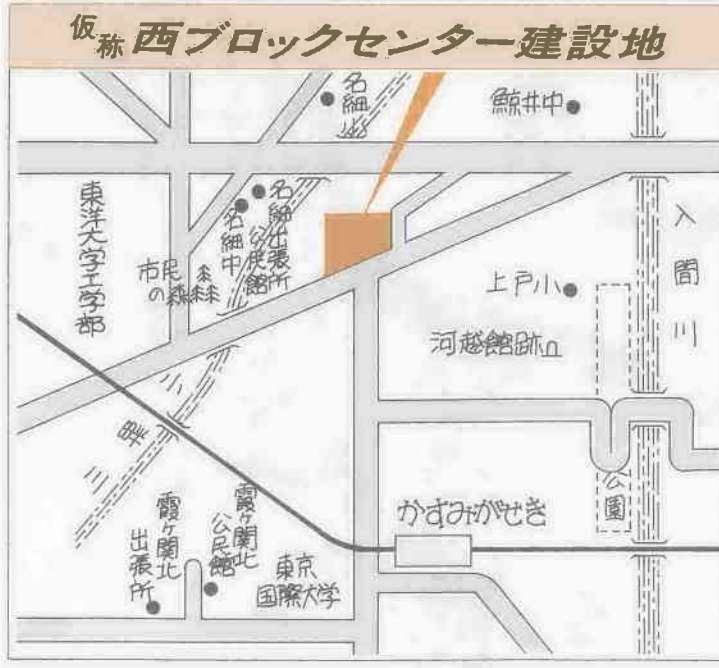 仮称 西ブロックセンター建設地
名細小
鯨井中
東洋大学工学部
名細出張所
公民館
名細中
市民
の森
入間川
上戸小
河越館跡
小畔川
公園
かすみがせき
霞ヶ関北
公民館
霞ヶ関北
出張所
東京
国際大学